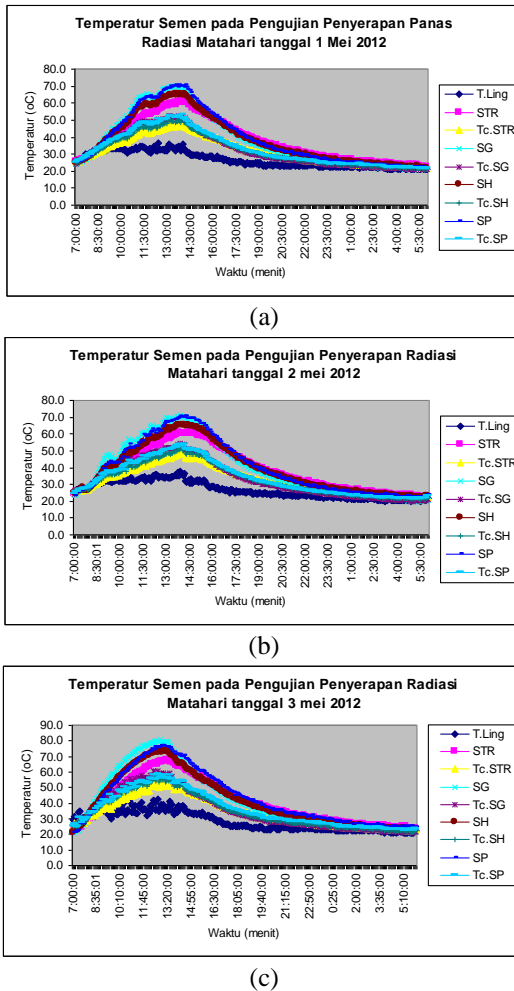 Temperatur Semen pada Pengujian Penyerapan Panas
Radiasi Matahari tanggal 1 Mei 2012
Temperatur (oC)
80.0
70.0
60.0
50.0
40.0
30.0
20.0
10.0
0.0
7:00:00
8:30:00
10:00:00
11:30:00
13:00:00
14:30:00
16:00:00
17:30:00
19:00:00
20:30:00
22:00:00
23:30:00
1:00:00
2:30:00
4:00:00
5:30:00
Waktu (menit)
T.Ling
STR
Tc.STR
SG
Tc.SG
SH
Tc.SH
SP
Tc.SP
(a)
Temperatur Semen pada Pengujian Penyerapan Radiasi
Matahari tanggal 2 mei 2012
Temperatur (oC)
80.0
70.0
60.0
50.0
40.0
30.0
20.0
10.0
0.0
7:00:00
8:30:01
10:00:00
11:30:00
13:00:00
14:30:00
16:00:00
17:30:00
19:00:00
20:30:00
22:00:00
23:30:00
1:00:00
2:30:00
4:00:00
5:30:00
Waktu (menit)
T.Ling
STR
Tc.STR
SG
Tc.SG
SH
Tc.SH
SP
Tc.SP
(b)
Temperatur Semen pada Pengujian Penyerapan Radiasi
Matahari tanggal 3 mei 2012
Temperatur (oC)
90.0
80.0
70.0
60.0
50.0
40.0
30.0
20.0
10.0
0.0
7:00:00
8:35:01
10:10:00
11:45:00
13:20:00
14:55:00
16:30:00
18:05:00
19:40:00
21:15:00
22:50:00
0:25:00
2:00:00
3:35:00
5:10:00
Waktu (menit)
T.Ling
STR
Tc.STR
SG
Tc.SG
SH
Tc.SH
SP
Tc.SP
(c)